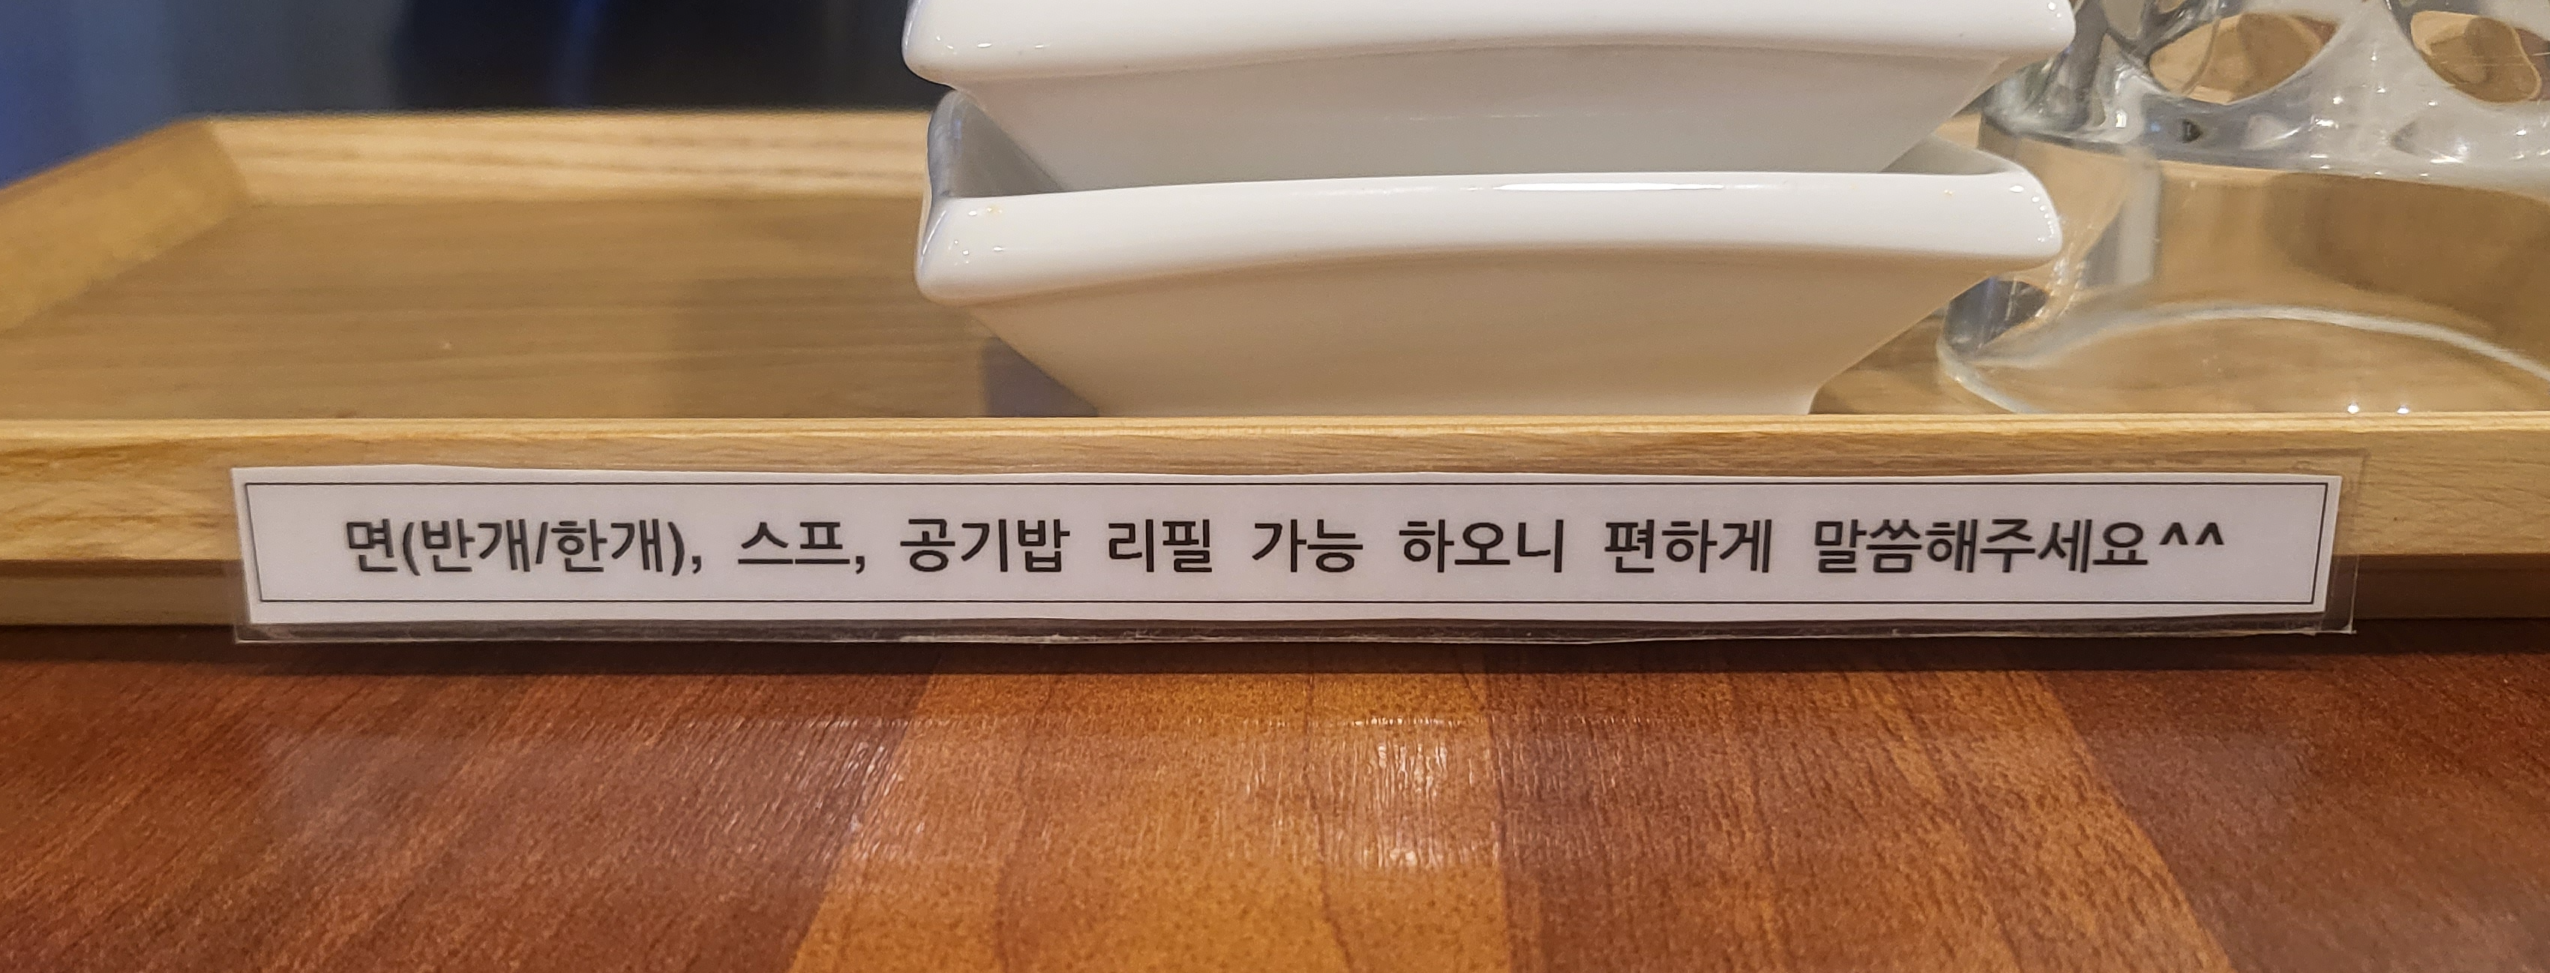 면(반개/한개), 스프, 공기밥 리필 가능 하오니 편하게 말씀해주세요^^